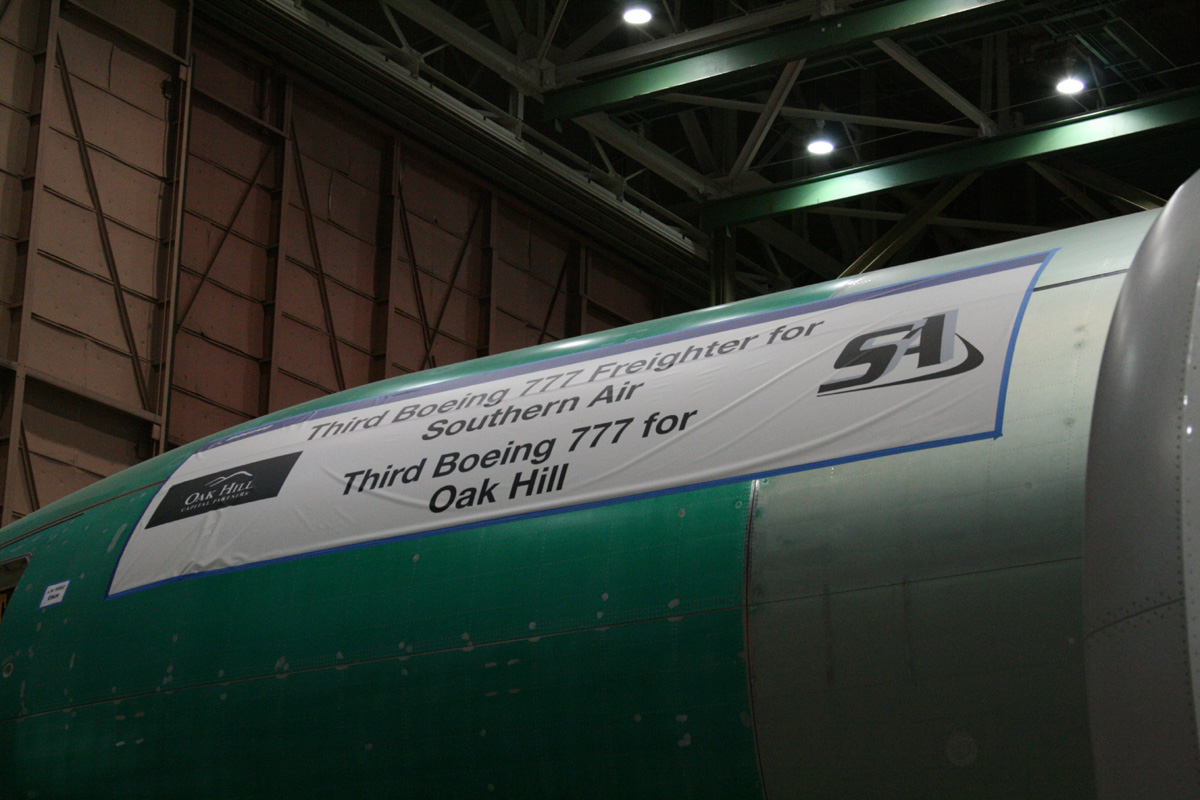 Third Boeing 777 Freighter for
Southern Air
Third Boeing 777 for
Oak Hill
OAK HILL
CAPITAL PARTNERS
SA